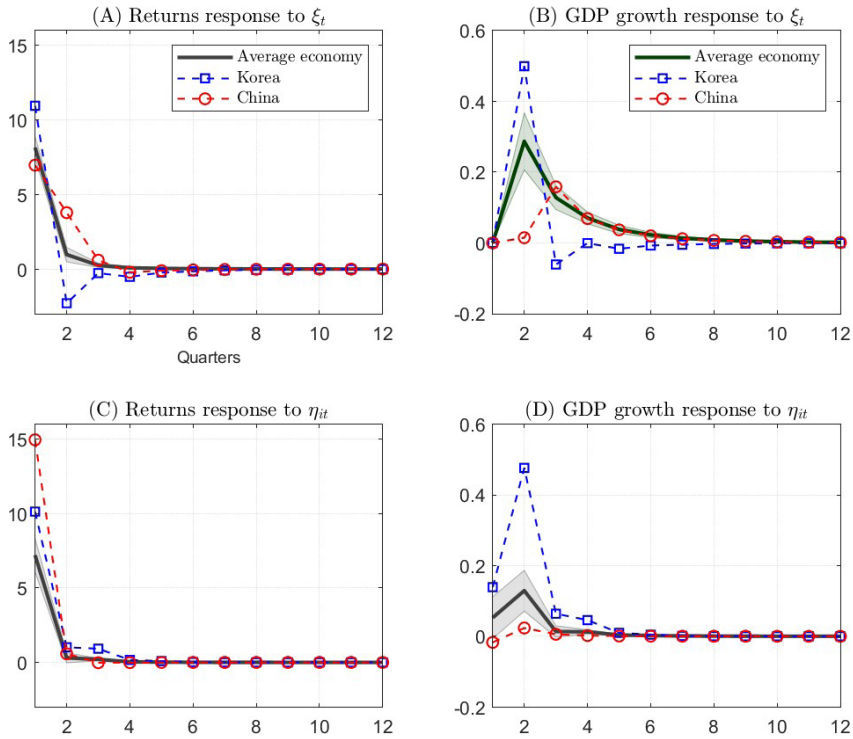 (A) Returns response to ξt
Average economy
Korea
China
15
10
5
0
2 4 6 8 10 12
Quarters
(B) GDP growth response to ξt
Average economy
Korea
China
0.6
0.4
0.2
0
-0.2
2 4 6 8 10 12
(C) Returns response to ηit
15
10
5
0
2 4 6 8 10 12
(D) GDP growth response to ηit
0.6
0.4
0.2
0
-0.2
2 4 6 8 10 12